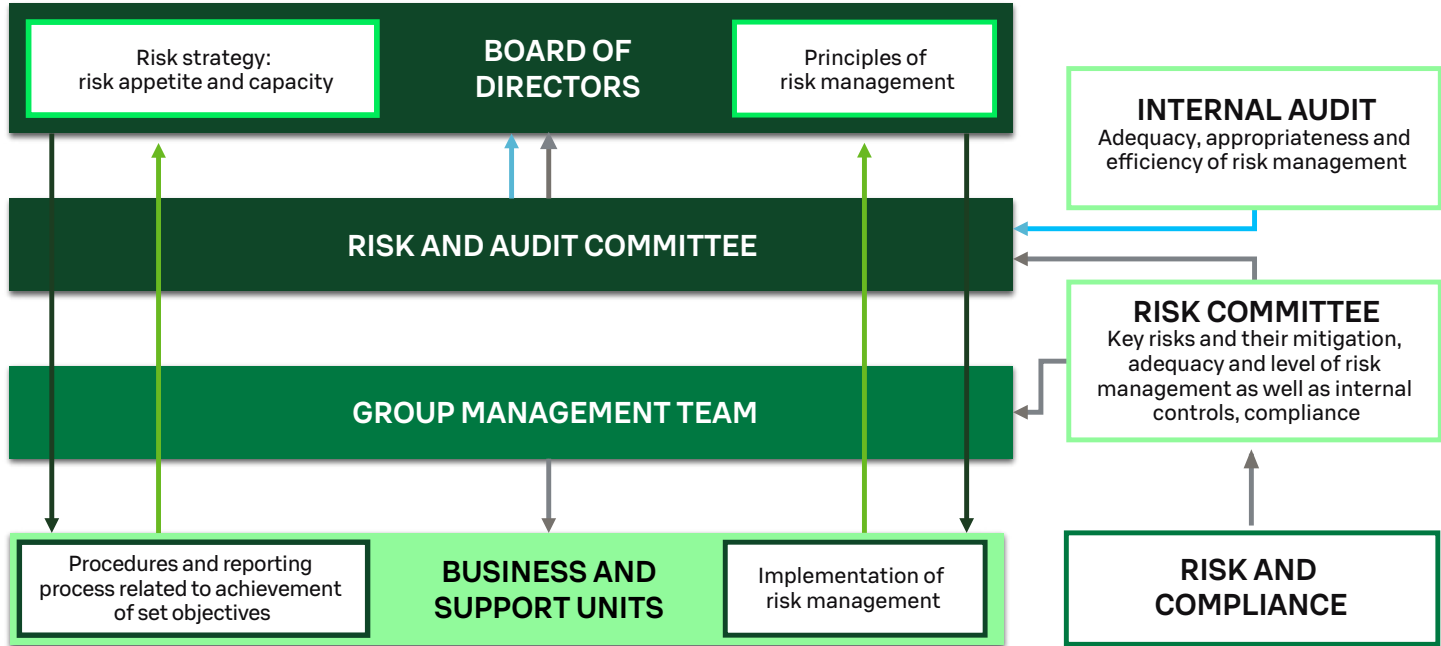 Risk strategy:
risk appetite and capacity
BOARD OF
DIRECTORS
Principles of
risk management
INTERNAL AUDIT
Adequacy, appropriateness and
efficiency of risk management
RISK AND AUDIT COMMITTEE
RISK COMMITTEE
Key risks and their mitigation,
adequacy and level of risk
management as well as internal
controls, compliance
GROUP MANAGEMENT TEAM
Procedures and reporting
process related to achievement
of set objectives
BUSINESS AND
SUPPORT UNITS
Implementation of
risk management
RISK AND
COMPLIANCE